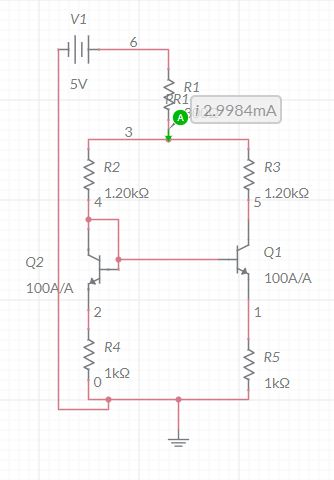 V1
6
5V
R1
PR1
A
i 2.9984mA
3
R2
R3
1.20kΩ
1.20kΩ
4
5
Q2
Q1
100A/A
100A/A
2
1
R4
R5
1kΩ
1kΩ
0